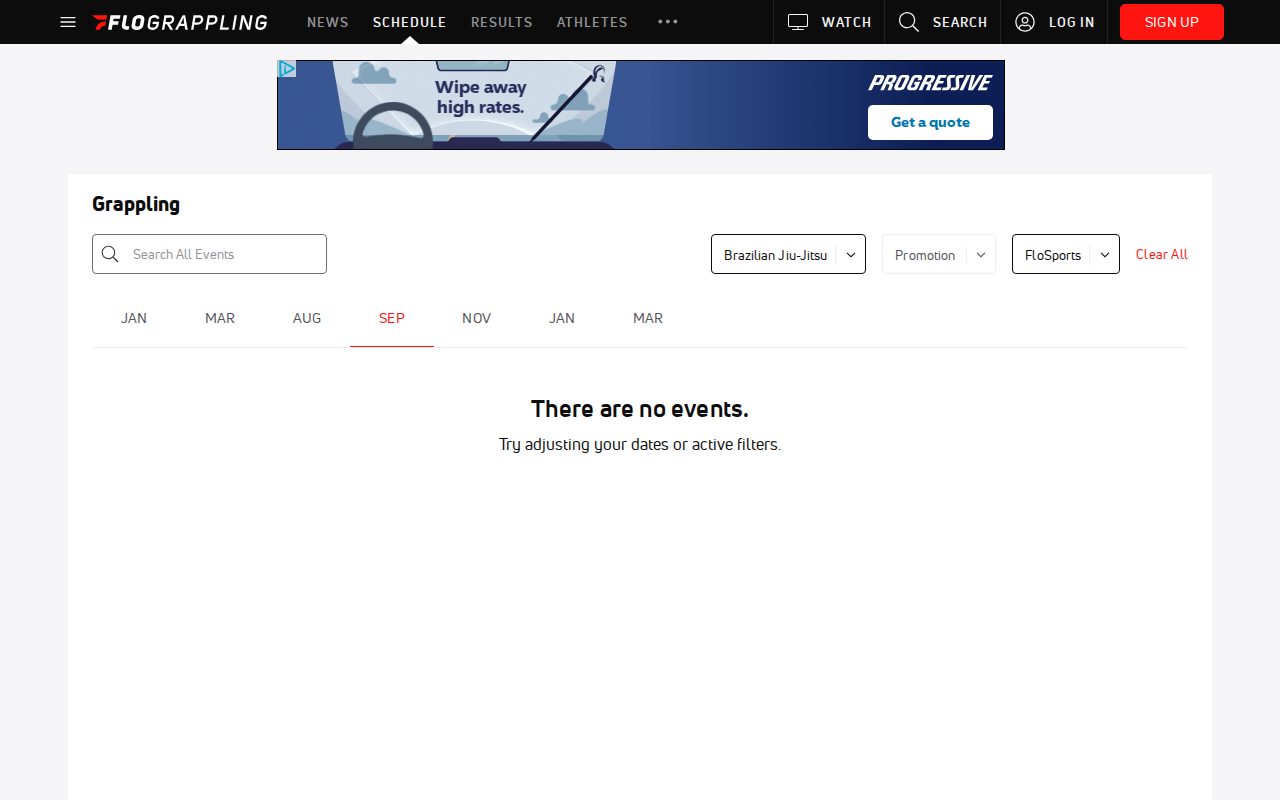 FLOGRAPPLING NEWS SCHEDULE RESULTS ATHLETES WATCH SEARCH LOG IN SIGN UP
Wipe away
high rates.
PROGRESSIVE
Get a quote
Grappling
Search All Events Brazilian Jiu-Jitsu Promotion FloSports Clear All
JAN MAR AUG SEP NOV JAN MAR
There are no events.
Try adjusting your dates or active filters.